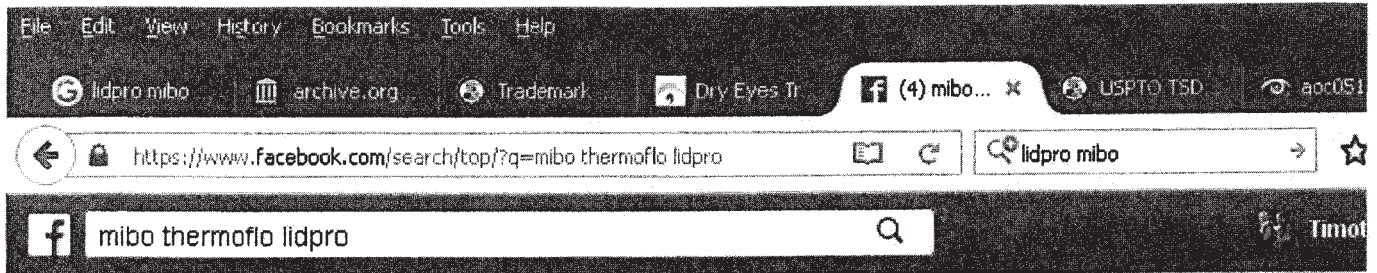 File Edit View History Bookmarks Tools Help
lidpro mibo archive.org Trademark... Dry Eyes Tr... (4) mibo... × USPTO TSD... aoc051
https://www.facebook.com/search/top/?q=mibo thermoflo lidpro lidpro mibo
f mibo thermoflo lidpro Timot